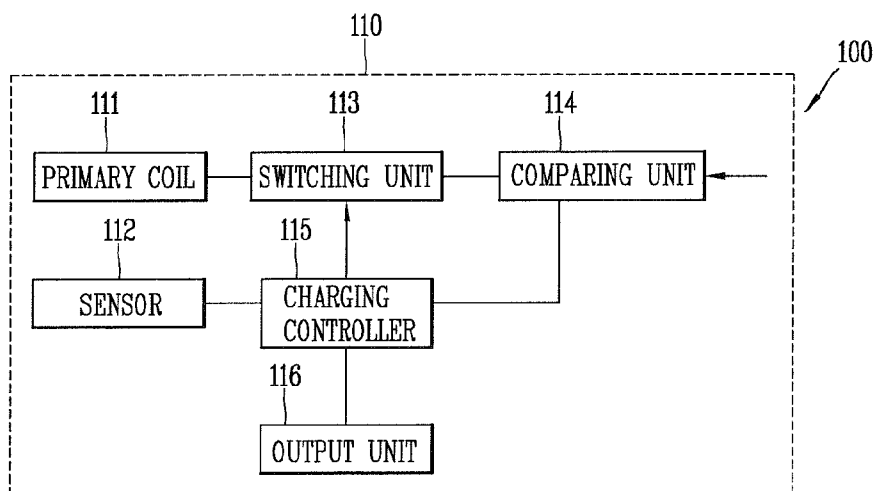 110
100
111
113
114
PRIMARY COIL
SWITCHING UNIT
COMPARING UNIT
112
115
SENSOR
CHARGING
CONTROLLER
116
OUTPUT UNIT